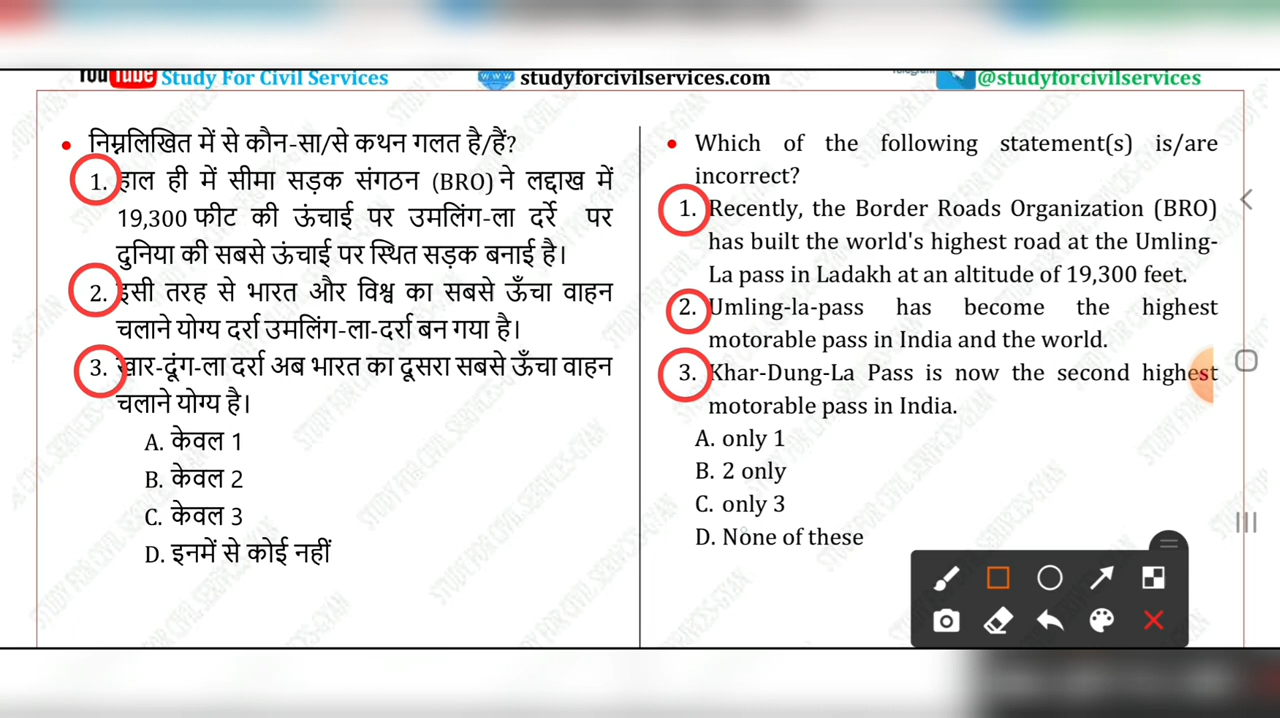 YouTube Study For Civil Services
www studyforcivilservices.com
@studyforcivilservices
• निम्नलिखित में से कौन-सा/से कथन गलत है/हैं?
1. हाल ही में सीमा सड़क संगठन (BRO) ने लद्दाख में
19,300 फीट की ऊंचाई पर उमलिंग-ला दर्रे पर
दुनिया की सबसे ऊंचाई पर स्थित सड़क बनाई है।
2. इसी तरह से भारत और विश्व का सबसे ऊँचा वाहन
चलाने योग्य दर्रा उमलिंग-ला-दर्रा बन गया है।
3. खार-दूंग-ला दर्रा अब भारत का दूसरा सबसे ऊँचा वाहन
चलाने योग्य है।
A. केवल 1
B. केवल 2
C. केवल 3
D. इनमें से कोई नहीं
• Which of the following statement(s) is/are
incorrect?
1. Recently, the Border Roads Organization (BRO)
has built the world's highest road at the Umling-
La pass in Ladakh at an altitude of 19,300 feet.
2. Umling-la-pass has become the highest
motorable pass in India and the world.
3. Khar-Dung-La Pass is now the second highest
motorable pass in India.
A. only 1
B. 2 only
C. only 3
D. None of these